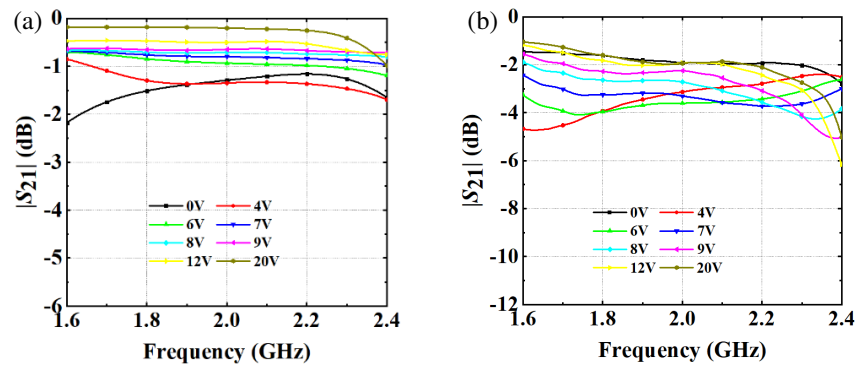 (a)
0
-1
-2
-3
-4
-5
-6
|S21| (dB)
0V 4V
6V 7V
8V 9V
12V 20V
1.6 1.8 2.0 2.2 2.4
Frequency (GHz)
(b)
0
-2
-4
-6
-8
-10
-12
|S21| (dB)
0V 4V
6V 7V
8V 9V
12V 20V
1.6 1.8 2.0 2.2 2.4
Frequency (GHz)